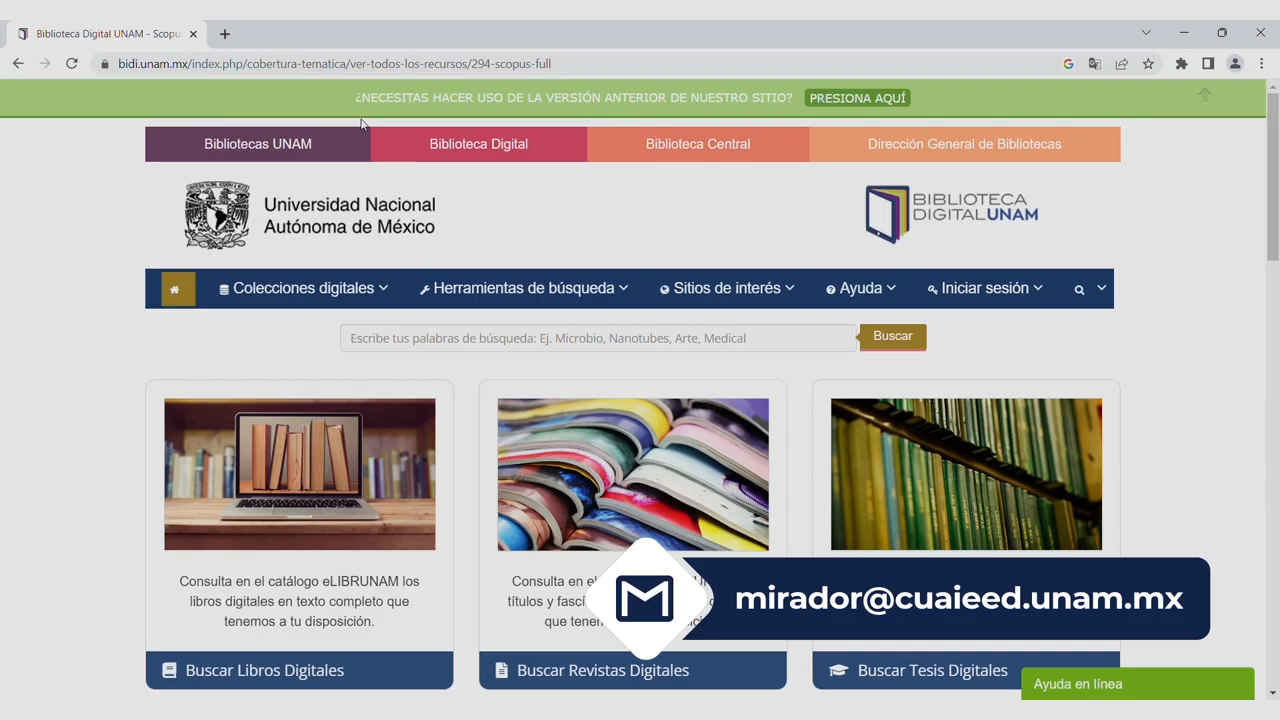 Biblioteca Digital UNAM - Scopu
bidi.unam.mx/index.php/cobertura-tematica/ver-todos-los-recursos/294-scopus-full
¿NECESITAS HACER USO DE LA VERSIÓN ANTERIOR DE NUESTRO SITIO? PRESIONA AQUÍ
Bibliotecas UNAM Biblioteca Digital Biblioteca Central Dirección General de Bibliotecas
Universidad Nacional
Autónoma de México
BIBLIOTECA
DIGITALUNAM
Colecciones digitales Herramientas de búsqueda Sitios de interés Ayuda Iniciar sesión
Escribe tus palabras de búsqueda: Ej. Microbio, Nanotubes, Arte, Medical Buscar
Consulta en el catálogo eLIBRUNAM los
libros digitales en texto completo que
tenemos a tu disposición.
Buscar Libros Digitales
Consulta en e
títulos y fascí
que tenem
Buscar Revistas Digitales
Buscar Tesis Digitales
mirador@cuaieed.unam.mx
Ayuda en línea